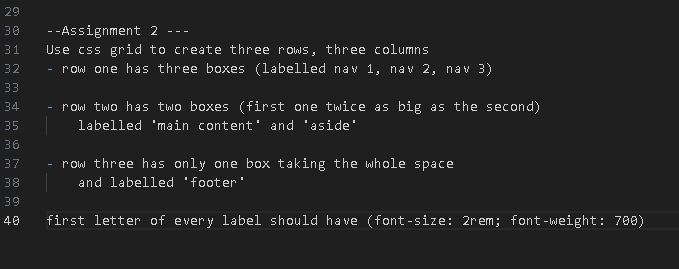 29
30 --Assignment 2 ---
31 Use css grid to create three rows, three columns
32 - row one has three boxes (labelled nav 1, nav 2, nav 3)
33
34 - row two has two boxes (first one twice as big as the second)
35 labelled 'main content' and 'aside'
36
37 - row three has only one box taking the whole space
38 and labelled 'footer'
39
40 first letter of every label should have (font-size: 2rem; font-weight: 700)